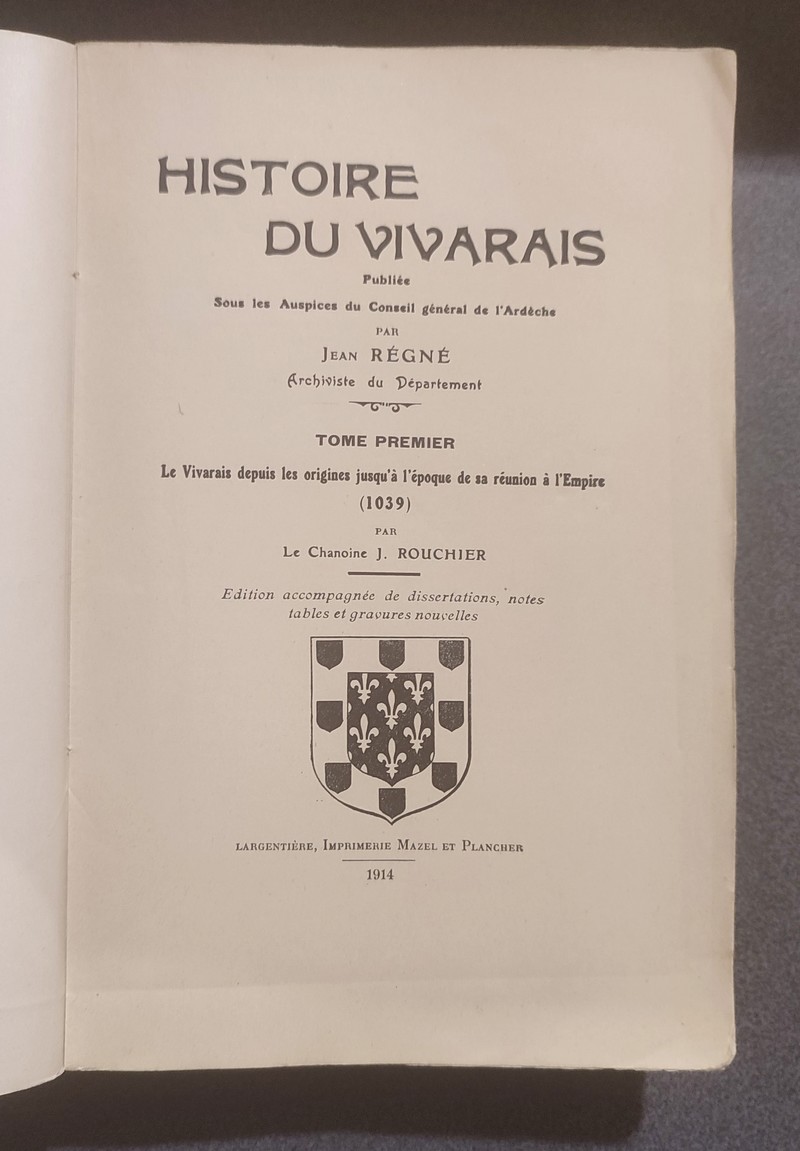 HISTOIRE
DU VIVARAIS
Publiée
Sous les Auspices du Conseil général de l'Ardèche
PAR
JEAN RÉGNÉ
Archiviste du Département
TOME PREMIER
Le Vivarais depuis les origines jusqu'à l'époque de sa réunion à l'Empire
(1039)
PAR
Le Chanoine J. ROUCHIER
Edition accompagnée de dissertations, notes
tables et gravures nouvelles
LARGENTIÈRE, IMPRIMERIE MAZEL ET PLANCHER
1914